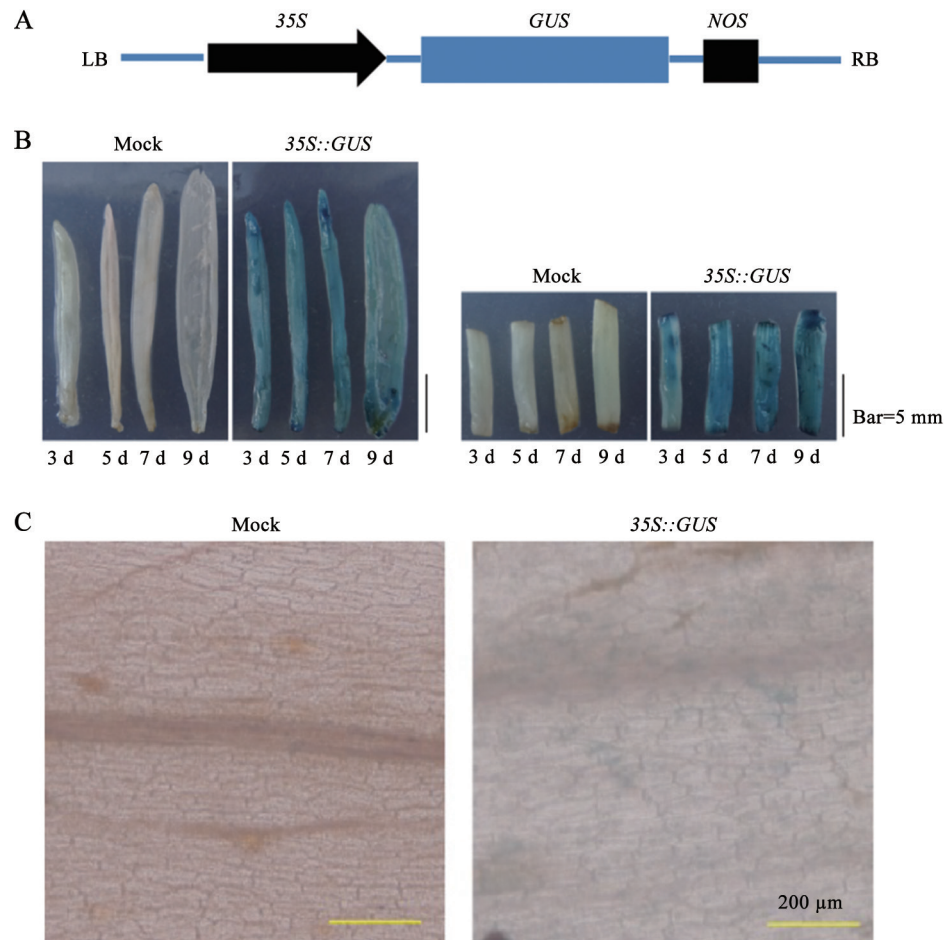 A
35S GUS NOS
LB RB
B
Mock 35S::GUS
3 d 5 d 7 d 9 d 3 d 5 d 7 d 9 d
Mock 35S::GUS
Bar=5 mm
3 d 5 d 7 d 9 d 3 d 5 d 7 d 9 d
C
Mock 35S::GUS
200 μm